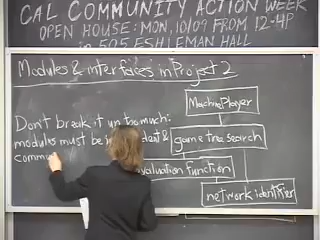 CAL COMMUNITY ACTION WEEK
OPEN HOUSE: MON, 10/09 FROM 12-4P
in 505 ESHLEMAN HALL
Modules & interfaces in Project 2
MachinePlayer
Don't break it up too much:
modules must be
& game tree search
commu
evaluation function
network identifier